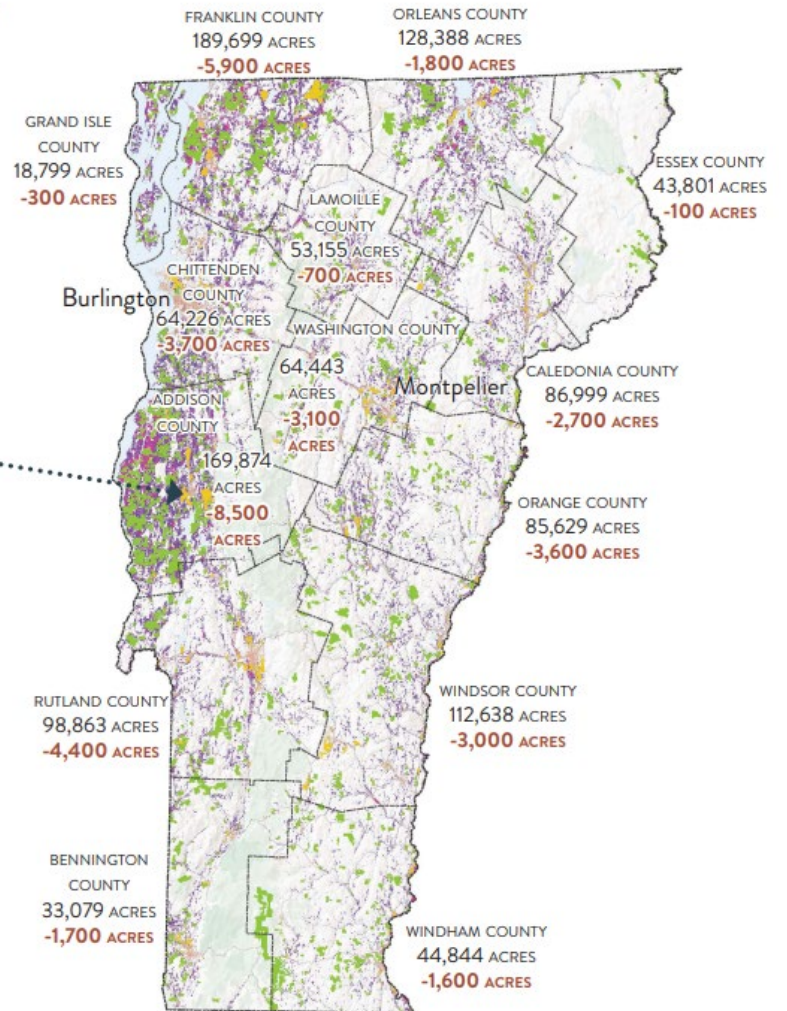 FRANKLIN COUNTY
189,699 ACRES
-5,900 ACRES
ORLEANS COUNTY
128,388 ACRES
-1,800 ACRES
GRAND ISLE
COUNTY
18,799 ACRES
-300 ACRES
ESSEX COUNTY
43,801 ACRES
-100 ACRES
LAMOILLE
COUNTY
53,155 ACRES
-700 ACRES
Burlington
CHITTENDEN
COUNTY
64,226 ACRES
-3,700 ACRES
WASHINGTON COUNTY
64,443
ACRES
-3,100
ACRES
Montpelier
CALEDONIA COUNTY
86,999 ACRES
-2,700 ACRES
ADDISON
COUNTY
169,874
ACRES
-8,500
ACRES
ORANGE COUNTY
85,629 ACRES
-3,600 ACRES
RUTLAND COUNTY
98,863 ACRES
-4,400 ACRES
WINDSOR COUNTY
112,638 ACRES
-3,000 ACRES
BENNINGTON
COUNTY
33,079 ACRES
-1,700 ACRES
WINDHAM COUNTY
44,844 ACRES
-1,600 ACRES